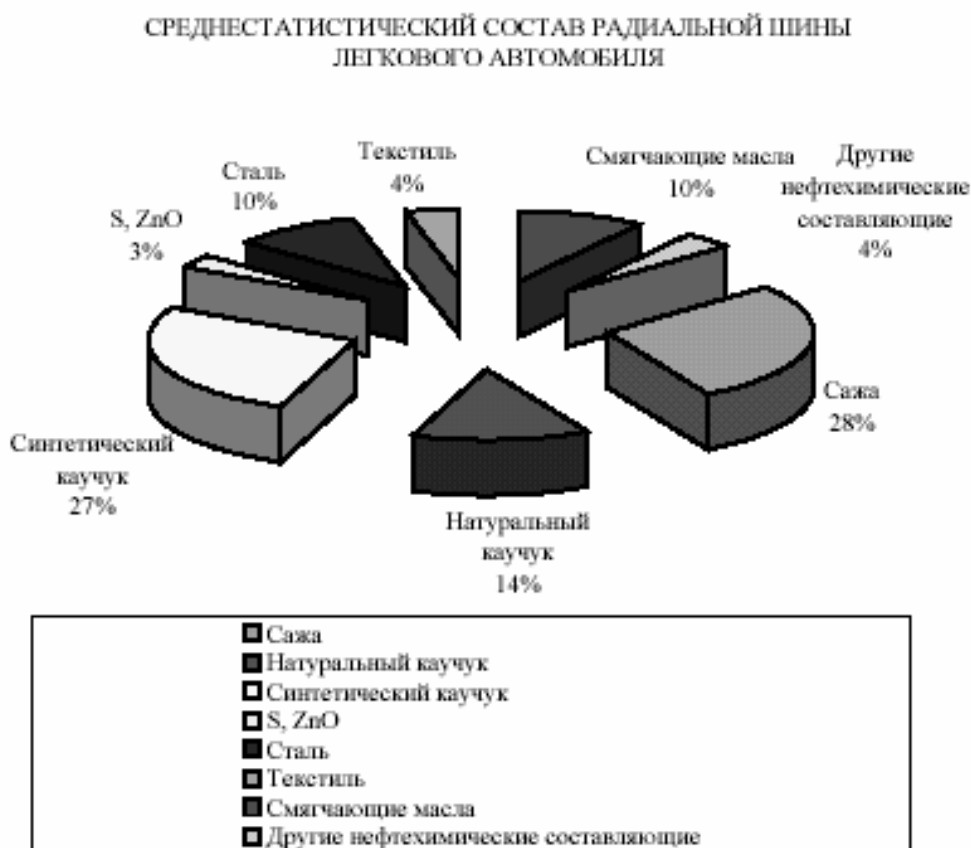 СРЕДНЕСТАТИСТИЧЕСКИЙ СОСТАВ РАДИАЛЬНОЙ ШИНЫ
ЛЕГКОВОГО АВТОМОБИЛЯ
Текстиль
4%
Сталь
10%
S, ZnO
3%
Смягчающие масла
10%
Другие
нефтехимические
составляющие
4%
Сажа
28%
Синтетический
каучук
27%
Натуральный
каучук
14%
Сажа
Натуральный каучук
Синтетический каучук
S, ZnO
Сталь
Текстиль
Смягчающие масла
Другие нефтехимические составляющие